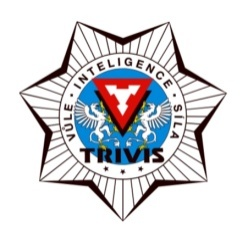 VŮLE · INTELIGENCE · SÍLA
TRIVIS